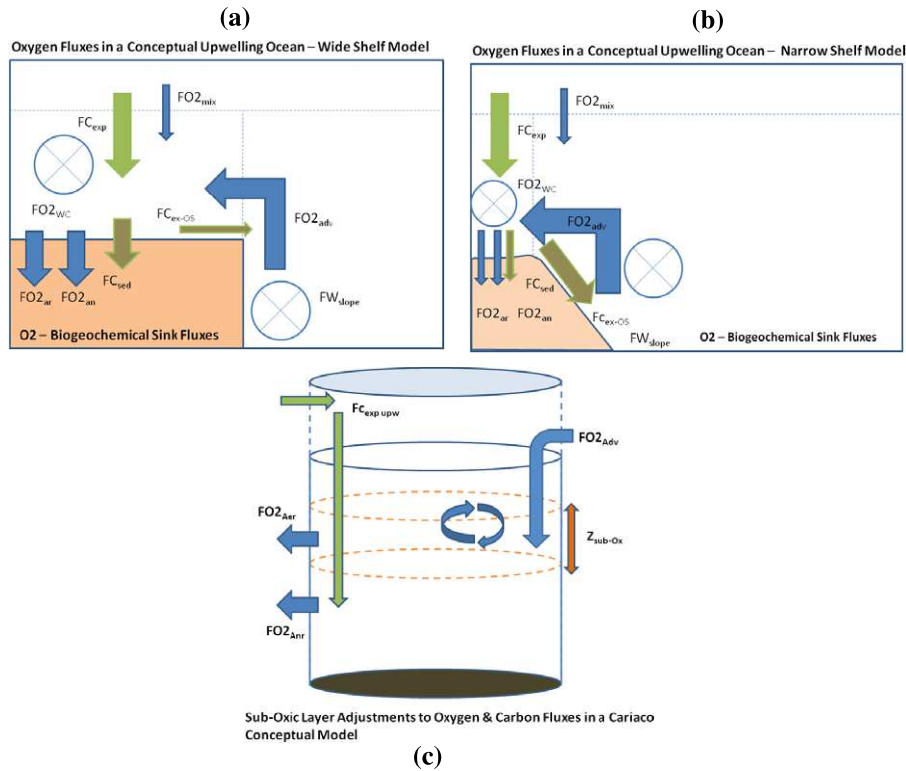 (a)
Oxygen Fluxes in a Conceptual Upwelling Ocean – Wide Shelf Model
FO2mix
FCexp
FO2WC
FCex-OS
FO2adv
FO2ar
FO2an
FCsed
FWslope
O2 – Biogeochemical Sink Fluxes
(b)
Oxygen Fluxes in a Conceptual Upwelling Ocean – Narrow Shelf Model
FO2mix
FCexp
FO2WC
FO2adv
FCsed
FO2ar
FO2an
Fcex-OS
FWslope
O2 – Biogeochemical Sink Fluxes
Fcexp upw
FO2Adv
FO2Aer
Zsub-Ox
FO2Anr
Sub-Oxic Layer Adjustments to Oxygen & Carbon Fluxes in a Cariaco
Conceptual Model
(c)